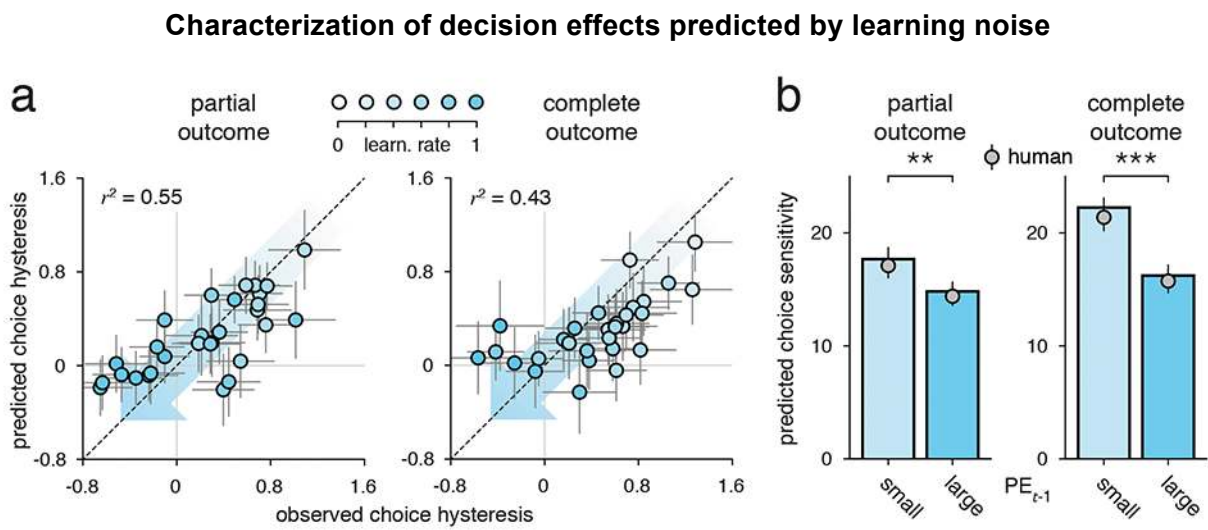 Characterization of decision effects predicted by learning noise
a
partial
outcome
0 learn. rate 1
complete
outcome
r² = 0.55
1.6
0.8
0
-0.8
predicted choice hysteresis
-0.8 0 0.8 1.6
r² = 0.43
1.6
0.8
0
-0.8
-0.8 0 0.8 1.6
observed choice hysteresis
b
partial
outcome
complete
outcome
human
**
***
predicted choice sensitivity
20
10
0
small large
PEt-1
20
10
0
small large